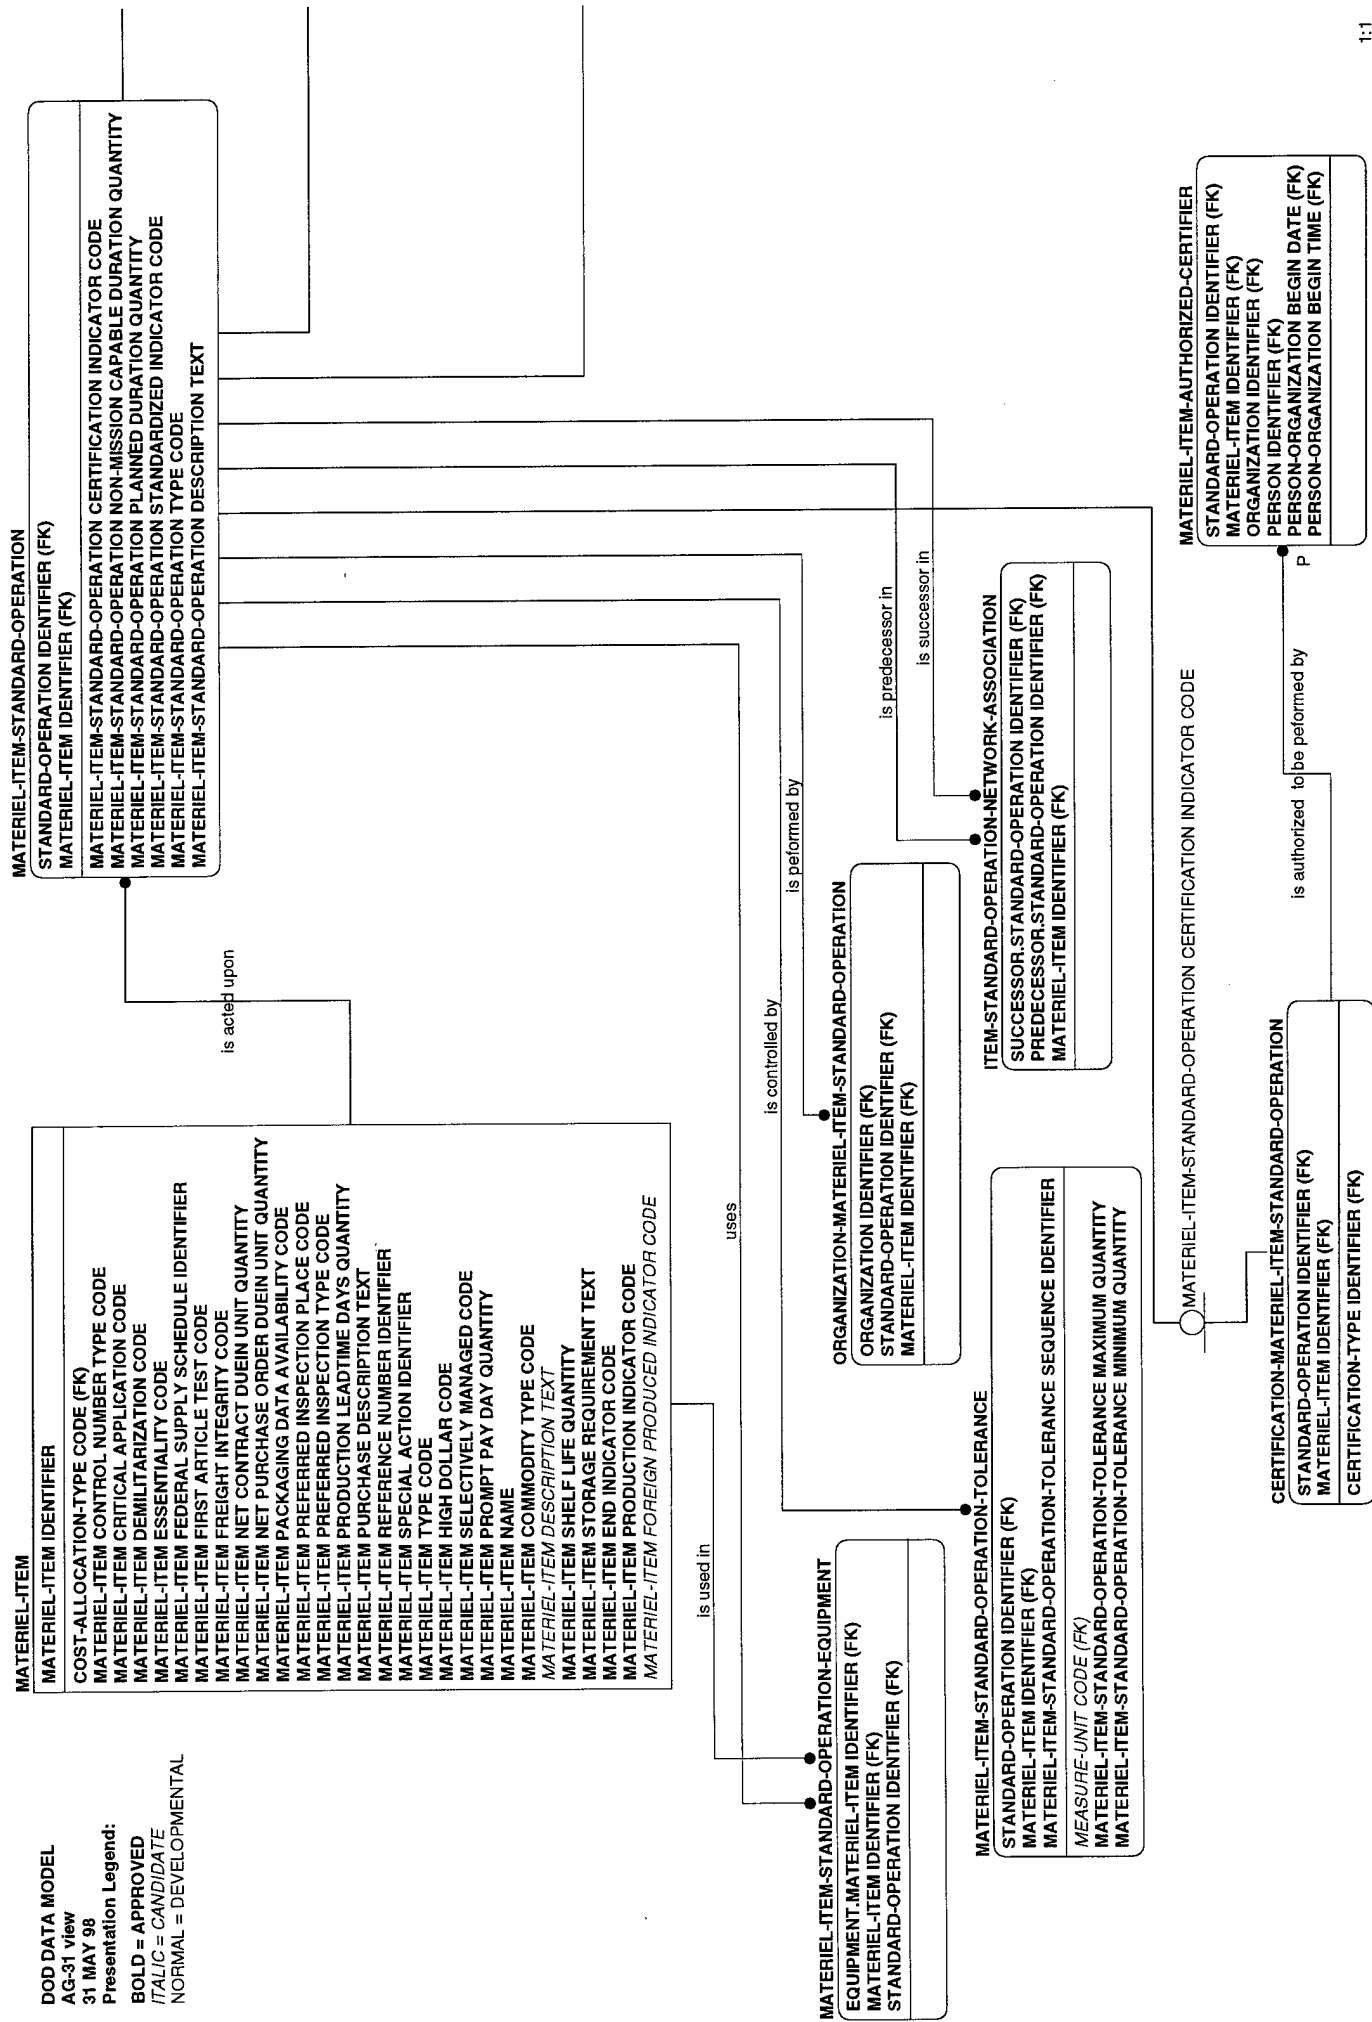 DOD DATA MODEL
AG-31 view
31 MAY 98
Presentation Legend:
BOLD = APPROVED
ITALIC = CANDIDATE
NORMAL = DEVELOPMENTAL
MATERIEL-ITEM
MATERIEL-ITEM IDENTIFIER
COST-ALLOCATION-TYPE CODE (FK)
MATERIEL-ITEM CONTROL NUMBER TYPE CODE
MATERIEL-ITEM CRITICAL APPLICATION CODE
MATERIEL-ITEM DEMILITARIZATION CODE
MATERIEL-ITEM ESSENTIALITY CODE
MATERIEL-ITEM FEDERAL SUPPLY SCHEDULE IDENTIFIER
MATERIEL-ITEM FIRST ARTICLE TEST CODE
MATERIEL-ITEM FREIGHT INTEGRITY CODE
MATERIEL-ITEM NET CONTRACT DUEIN UNIT QUANTITY
MATERIEL-ITEM NET PURCHASE ORDER DUEIN UNIT QUANTITY
MATERIEL-ITEM PACKAGING DATA AVAILABILITY CODE
MATERIEL-ITEM PREFERRED INSPECTION PLACE CODE
MATERIEL-ITEM PREFERRED INSPECTION TYPE CODE
MATERIEL-ITEM PRODUCTION LEADTIME DAYS QUANTITY
MATERIEL-ITEM PURCHASE DESCRIPTION TEXT
MATERIEL-ITEM REFERENCE NUMBER IDENTIFIER
MATERIEL-ITEM SPECIAL ACTION IDENTIFIER
MATERIEL-ITEM TYPE CODE
MATERIEL-ITEM HIGH DOLLAR CODE
MATERIEL-ITEM SELECTIVELY MANAGED CODE
MATERIEL-ITEM PROMPT PAY DAY QUANTITY
MATERIEL-ITEM NAME
MATERIEL-ITEM COMMODITY TYPE CODE
MATERIEL-ITEM DESCRIPTION TEXT
MATERIEL-ITEM SHELF LIFE QUANTITY
MATERIEL-ITEM STORAGE REQUIREMENT TEXT
MATERIEL-ITEM END INDICATOR CODE
MATERIEL-ITEM PRODUCTION INDICATOR CODE
MATERIEL-ITEM FOREIGN PRODUCED INDICATOR CODE
is acted upon
MATERIEL-ITEM-STANDARD-OPERATION
STANDARD-OPERATION IDENTIFIER (FK)
MATERIEL-ITEM IDENTIFIER (FK)
MATERIEL-ITEM-STANDARD-OPERATION CERTIFICATION INDICATOR CODE
MATERIEL-ITEM-STANDARD-OPERATION NON-MISSION CAPABLE DURATION QUANTITY
MATERIEL-ITEM-STANDARD-OPERATION PLANNED DURATION QUANTITY
MATERIEL-ITEM-STANDARD-OPERATION STANDARDIZED INDICATOR CODE
MATERIEL-ITEM-STANDARD-OPERATION TYPE CODE
MATERIEL-ITEM-STANDARD-OPERATION DESCRIPTION TEXT
is used in
uses
is controlled by
is peformed by
is predecessor in
is successor in
MATERIEL-ITEM-STANDARD-OPERATION-EQUIPMENT
EQUIPMENT.MATERIEL-ITEM IDENTIFIER (FK)
MATERIEL-ITEM IDENTIFIER (FK)
STANDARD-OPERATION IDENTIFIER (FK)
ORGANIZATION-MATERIEL-ITEM-STANDARD-OPERATION
ORGANIZATION IDENTIFIER (FK)
STANDARD-OPERATION IDENTIFIER (FK)
MATERIEL-ITEM IDENTIFIER (FK)
ITEM-STANDARD-OPERATION-NETWORK-ASSOCIATION
SUCCESSOR.STANDARD-OPERATION IDENTIFIER (FK)
PREDECESSOR.STANDARD-OPERATION IDENTIFIER (FK)
MATERIEL-ITEM IDENTIFIER (FK)
MATERIEL-ITEM-STANDARD-OPERATION-TOLERANCE
STANDARD-OPERATION IDENTIFIER (FK)
MATERIEL-ITEM IDENTIFIER (FK)
MATERIEL-ITEM-STANDARD-OPERATION-TOLERANCE SEQUENCE IDENTIFIER
MEASURE-UNIT CODE (FK)
MATERIEL-ITEM-STANDARD-OPERATION-TOLERANCE MAXIMUM QUANTITY
MATERIEL-ITEM-STANDARD-OPERATION-TOLERANCE MINIMUM QUANTITY
MATERIEL-ITEM-STANDARD-OPERATION CERTIFICATION INDICATOR CODE
CERTIFICATION-MATERIEL-ITEM-STANDARD-OPERATION
STANDARD-OPERATION IDENTIFIER (FK)
MATERIEL-ITEM IDENTIFIER (FK)
CERTIFICATION-TYPE IDENTIFIER (FK)
is authorized to be peformed by
P
MATERIEL-ITEM-AUTHORIZED-CERTIFIER
STANDARD-OPERATION IDENTIFIER (FK)
MATERIEL-ITEM IDENTIFIER (FK)
ORGANIZATION IDENTIFIER (FK)
PERSON IDENTIFIER (FK)
PERSON-ORGANIZATION BEGIN DATE (FK)
PERSON-ORGANIZATION BEGIN TIME (FK)
1:1